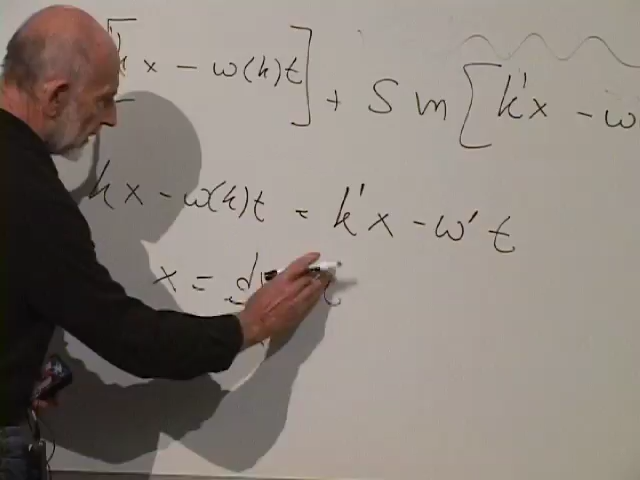 k x - ω(k)t] + Sin [k'x - ω
kx - ω(k)t = k'x - ω't
x = d t